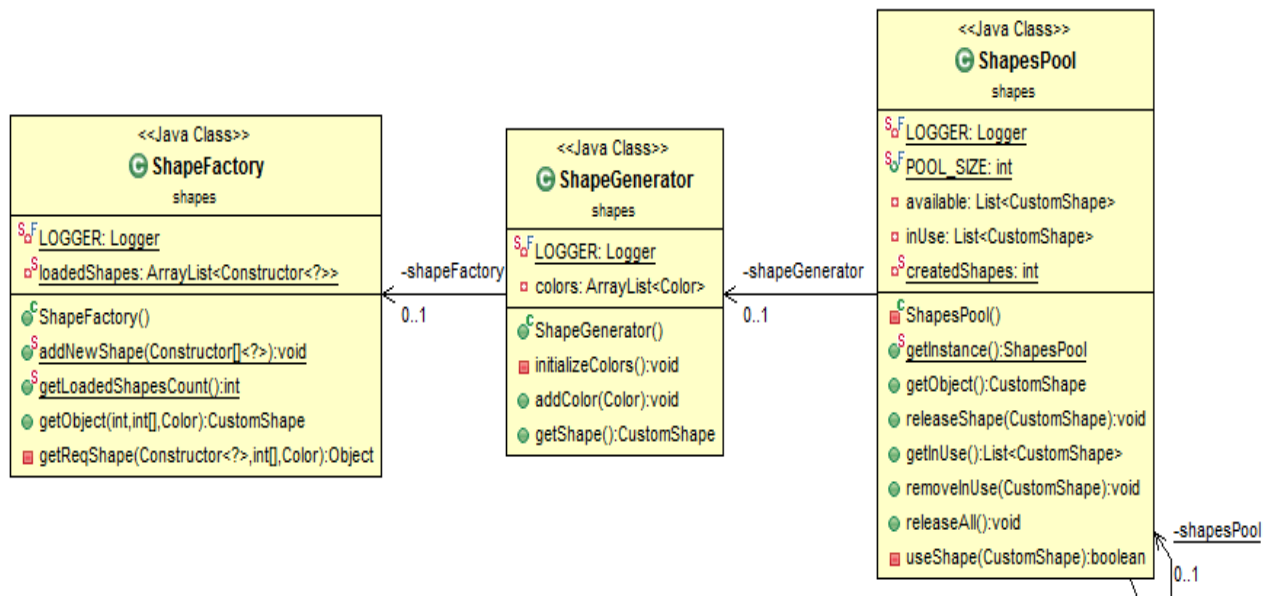 <<Java Class>>
ShapeFactory
shapes
LOGGER: Logger
loadedShapes: ArrayList<Constructor<?>>
ShapeFactory()
addNewShape(Constructor[]<?>):void
getLoadedShapesCount():int
getObject(int,int[],Color):CustomShape
getReqShape(Constructor<?>,int[],Color):Object
-shapeFactory
0..1
<<Java Class>>
ShapeGenerator
shapes
LOGGER: Logger
colors: ArrayList<Color>
ShapeGenerator()
initializeColors():void
addColor(Color):void
getShape():CustomShape
-shapeGenerator
0..1
<<Java Class>>
ShapesPool
shapes
LOGGER: Logger
POOL_SIZE: int
available: List<CustomShape>
inUse: List<CustomShape>
createdShapes: int
ShapesPool()
getInstance():ShapesPool
getObject():CustomShape
releaseShape(CustomShape):void
getInUse():List<CustomShape>
removeInUse(CustomShape):void
releaseAll():void
useShape(CustomShape):boolean
-shapesPool
0..1